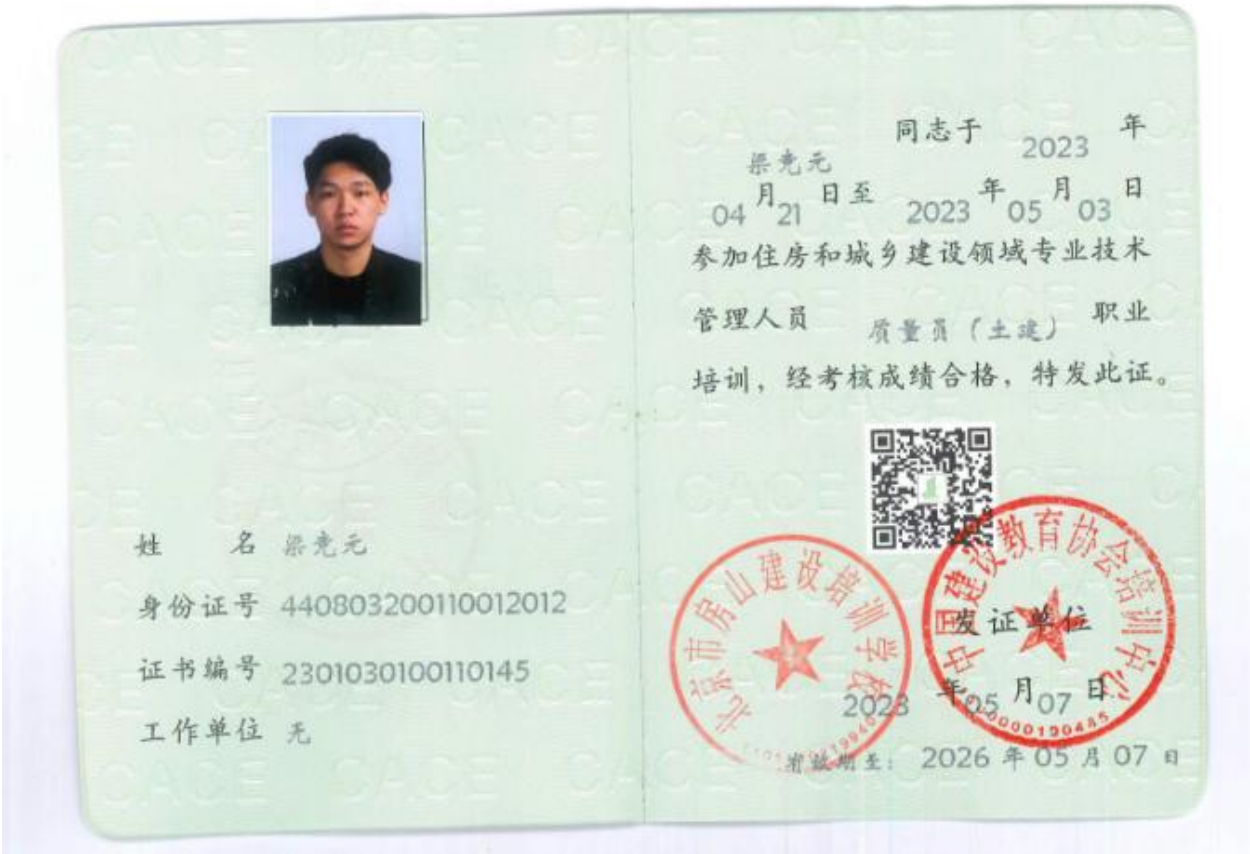 姓 名 梁竞元
身份证号 440803200110012012
证书编号 2301030100110145
工作单位 无
梁竞元 同志于 2023 年
04 月 21 日至 2023 年 05 月 03 日
参加住房和城乡建设领域专业技术
管理人员 质量员（土建） 职业
培训，经考核成绩合格，特发此证。
北京市房山建设培训学校
中国建设教育协会培训中心
发证单位
2023 年 05 月 07 日
有效期至： 2026 年 05 月 07 日
CACE